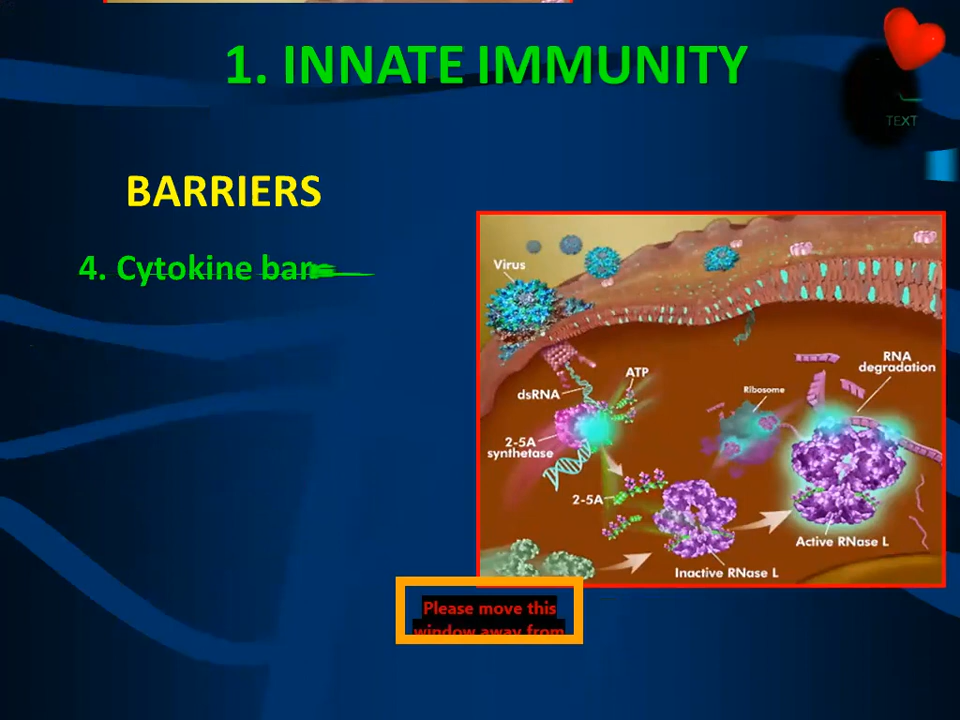 1. INNATE IMMUNITY
TEXT
BARRIERS
4. Cytokine
Virus
RNA
degradation
ATP
Ribosome
dsRNA
2-5A
synthetase
2-5A
Active RNase L
Inactive RNase L
Please move this
window away from